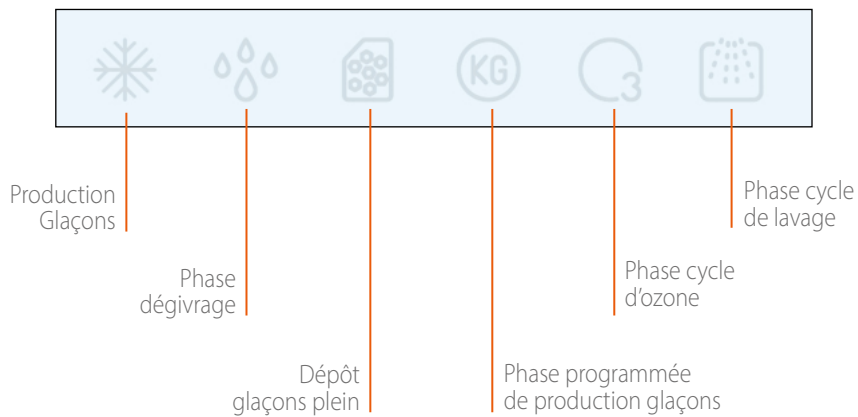 KG
3
Production
Glaçons
Phase
dégivrage
Dépôt
glaçons plein
Phase programmée
de production glaçons
Phase cycle
d’ozone
Phase cycle
de lavage